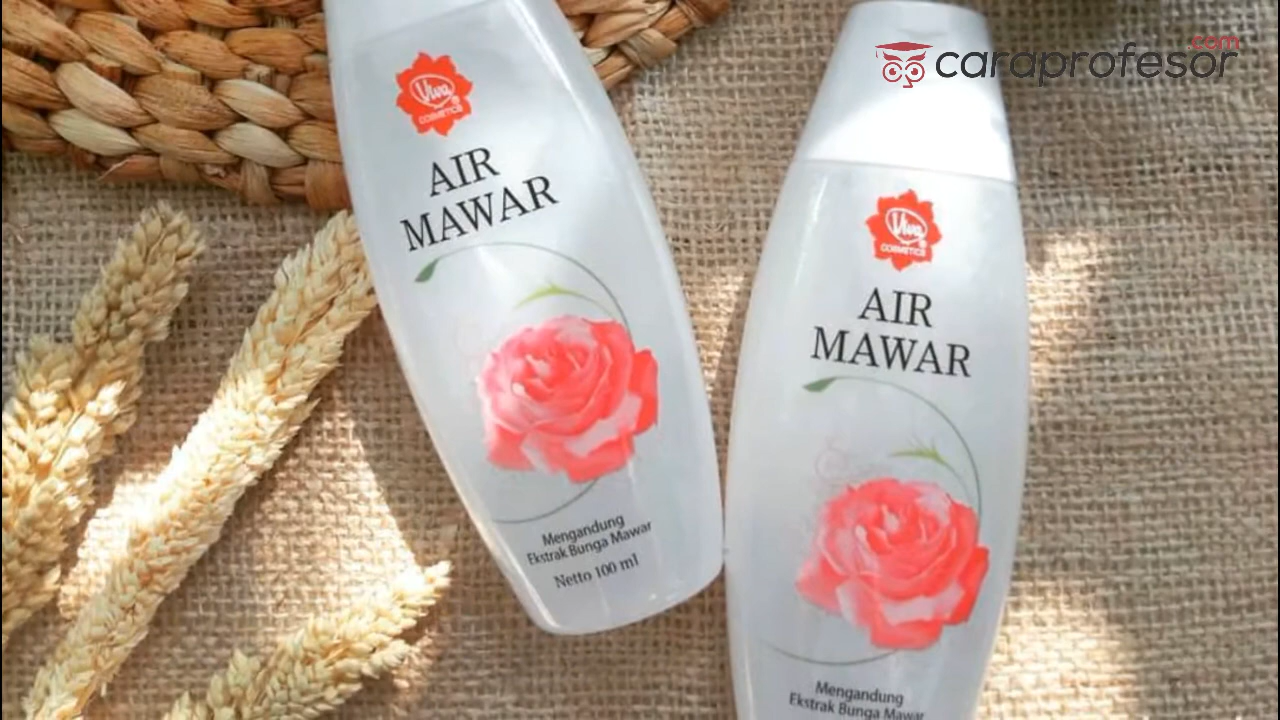 Viva
COSMETICS
AIR
MAWAR
Mengandung
Ekstrak Bunga Mawar
Netto 100 ml
caraprofesor
.com
Viva
COSMETICS
AIR
MAWAR
Mengandung
Ekstrak Bunga Mawar